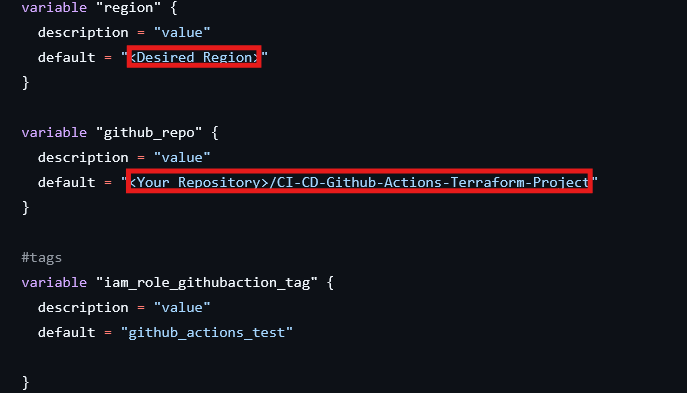 variable "region" {
  description = "value"
  default = "<Desired Region>"
}
variable "github_repo" {
  description = "value"
  default = "<Your Repository>/CI-CD-Github-Actions-Terraform-Project"
}
#tags
variable "iam_role_githubaction_tag" {
  description = "value"
  default = "github_actions_test"
}